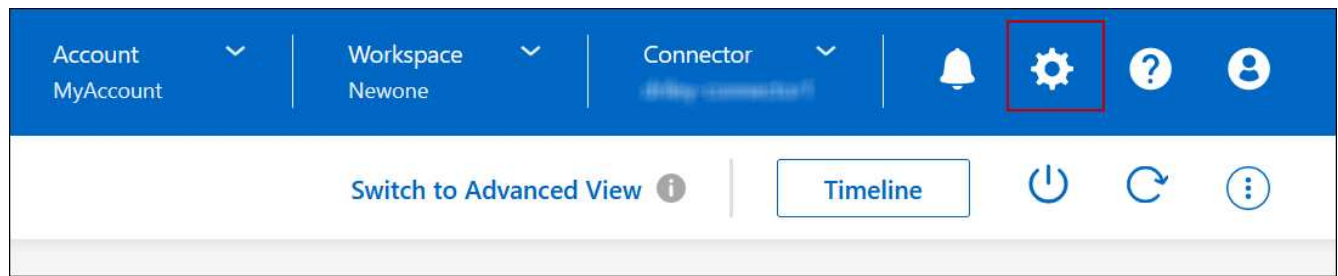 Account
MyAccount
Workspace
Newone
Connector
Switch to Advanced View
Timeline